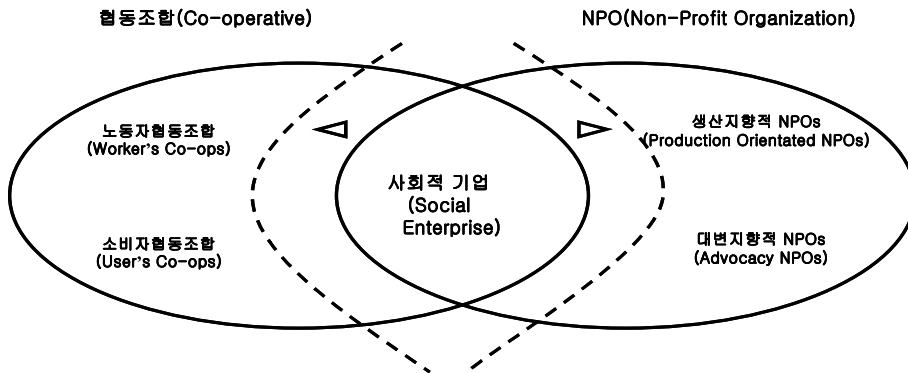 협동조합(Co-operative)
NPO(Non-Profit Organization)
노동자협동조합
(Worker's Co-ops)
소비자협동조합
(User's Co-ops)
사회적 기업
(Social
Enterprise)
생산지향적 NPOs
(Production Orientated NPOs)
대변지향적 NPOs
(Advocacy NPOs)